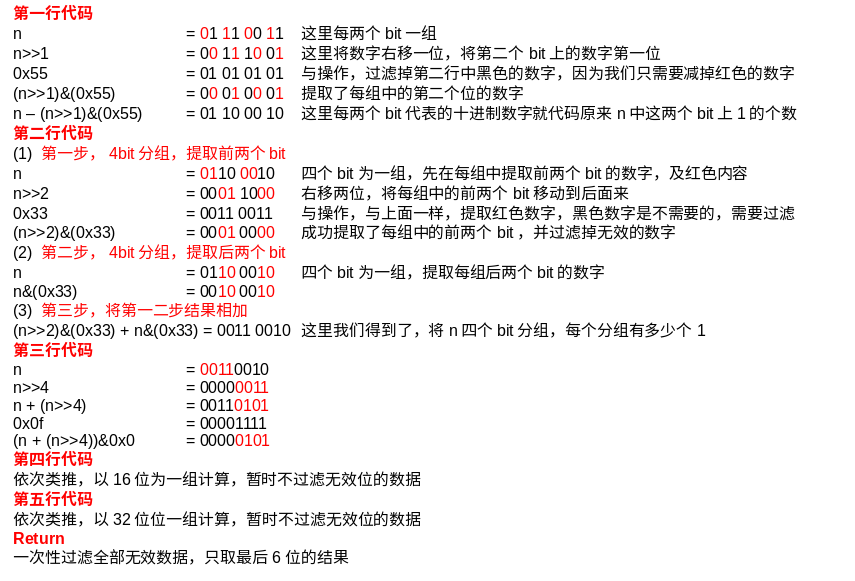 第一行代码
n = 01 11 00 11 这里每两个 bit 一组
n>>1 = 00 11 10 01 这里将数字右移一位，将第二个 bit 上的数字第一位
0x55 = 01 01 01 01 与操作，过滤掉第二行中黑色的数字，因为我们只需要减掉红色的数字
(n>>1)&(0x55) = 00 01 00 01 提取了每组中的第二个位的数字
n – (n>>1)&(0x55) = 01 10 00 10 这里每两个 bit 代表的十进制数字就代码原来 n 中这两个 bit 上 1 的个数
第二行代码
(1) 第一步， 4bit 分组，提取前两个 bit
n = 0110 0010 四个 bit 为一组，先在每组中提取前两个 bit 的数字，及红色内容
n>>2 = 0001 1000 右移两位，将每组中的前两个 bit 移动到后面来
0x33 = 0011 0011 与操作，与上面一样，提取红色数字，黑色数字是不需要的，需要过滤
(n>>2)&(0x33) = 0001 0000 成功提取了每组中的前两个 bit ，并过滤掉无效的数字
(2) 第二步， 4bit 分组，提取后两个 bit
n = 0110 0010 四个 bit 为一组，提取每组后两个 bit 的数字
n&(0x33) = 0010 0010
(3) 第三步，将第一二步结果相加
(n>>2)&(0x33) + n&(0x33) = 0011 0010 这里我们得到了，将 n 四个 bit 分组，每个分组有多少个 1
第三行代码
n = 00110010
n>>4 = 00000011
n + (n>>4) = 00110101
0x0f = 00001111
(n + (n>>4))&0x0 = 00000101
第四行代码
依次类推，以 16 位为一组计算，暂时不过滤无效位的数据
第五行代码
依次类推，以 32 位位一组计算，暂时不过滤无效位的数据
Return
一次性过滤全部无效数据，只取最后 6 位的结果